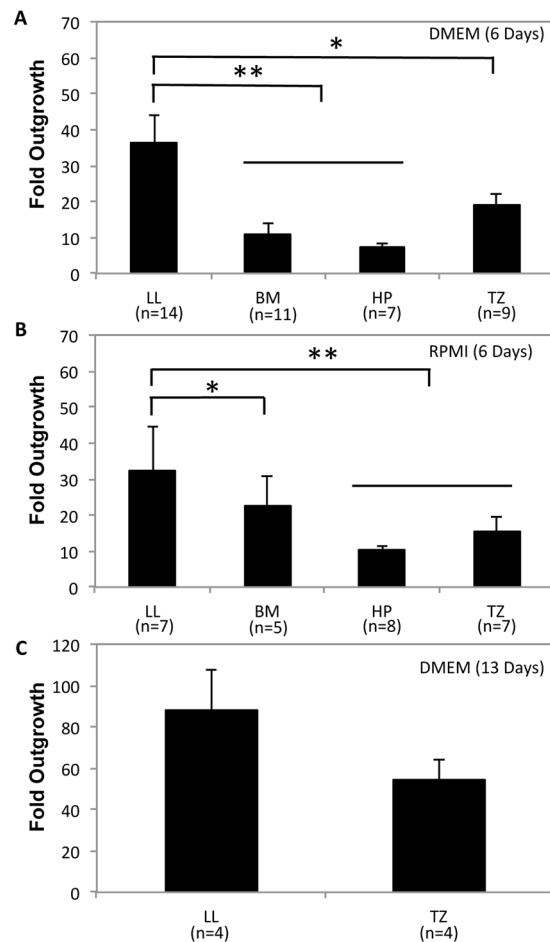 A
DMEM (6 Days)
Fold Outgrowth
70
60
50
40
30
20
10
0
*
**
LL BM HP TZ
(n=14) (n=11) (n=7) (n=9)
B
RPMI (6 Days)
Fold Outgrowth
70
60
50
40
30
20
10
0
**
*
LL BM HP TZ
(n=7) (n=5) (n=8) (n=7)
C
DMEM (13 Days)
Fold Outgrowth
120
100
80
60
40
20
0
LL TZ
(n=4) (n=4)